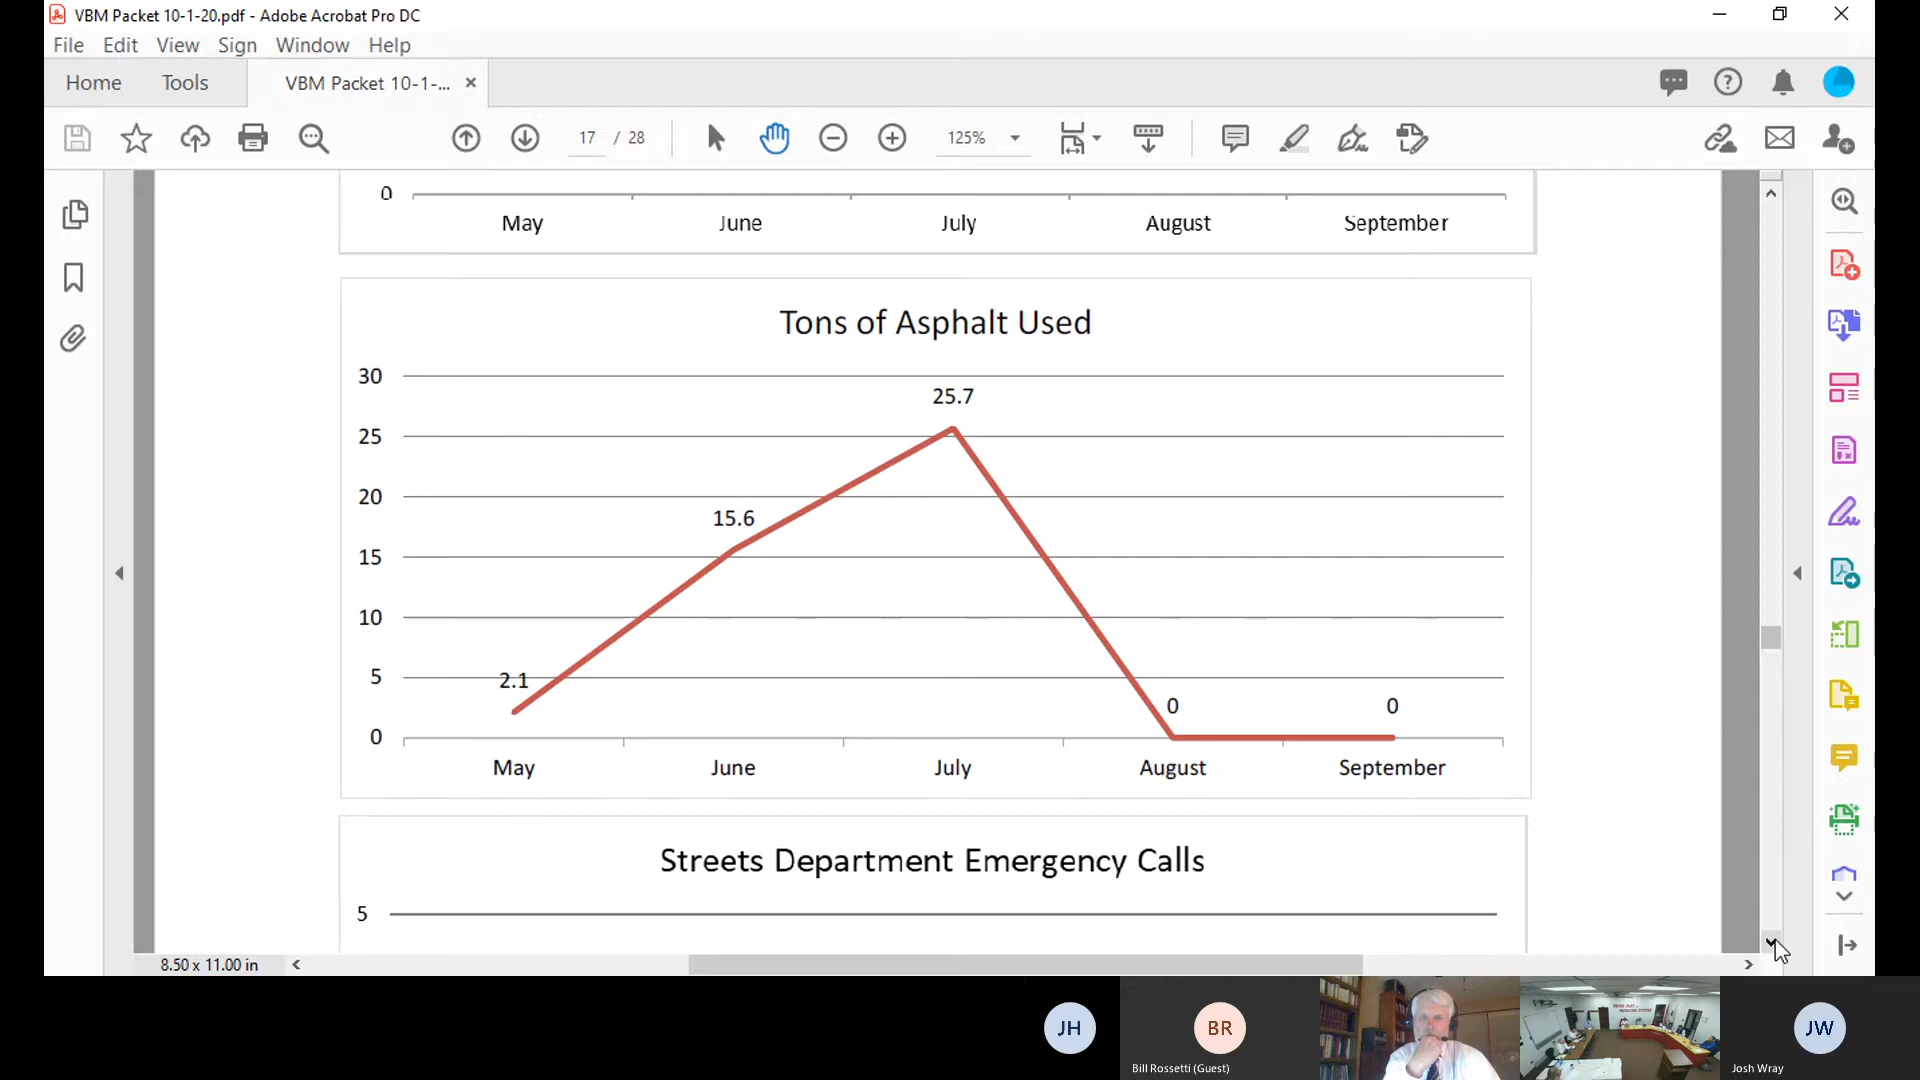 VBM Packet 10-1-20.pdf - Adobe Acrobat Pro DC
File Edit View Sign Window Help
Home Tools VBM Packet 10-1-... ×
17 / 28 125%
0
May June July August September
Tons of Asphalt Used
30
25.7
25
20
15.6
15
10
5
2.1
0 0
0
May June July August September
Streets Department Emergency Calls
5
8.50 x 11.00 in
JH BR JW
Bill Rossetti (Guest) Josh Wray